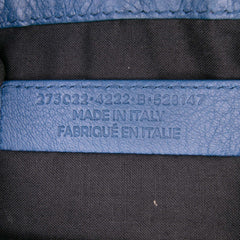 273023•4222•B•528147
MADE IN ITALY
FABRIQUÉ EN ITALIE